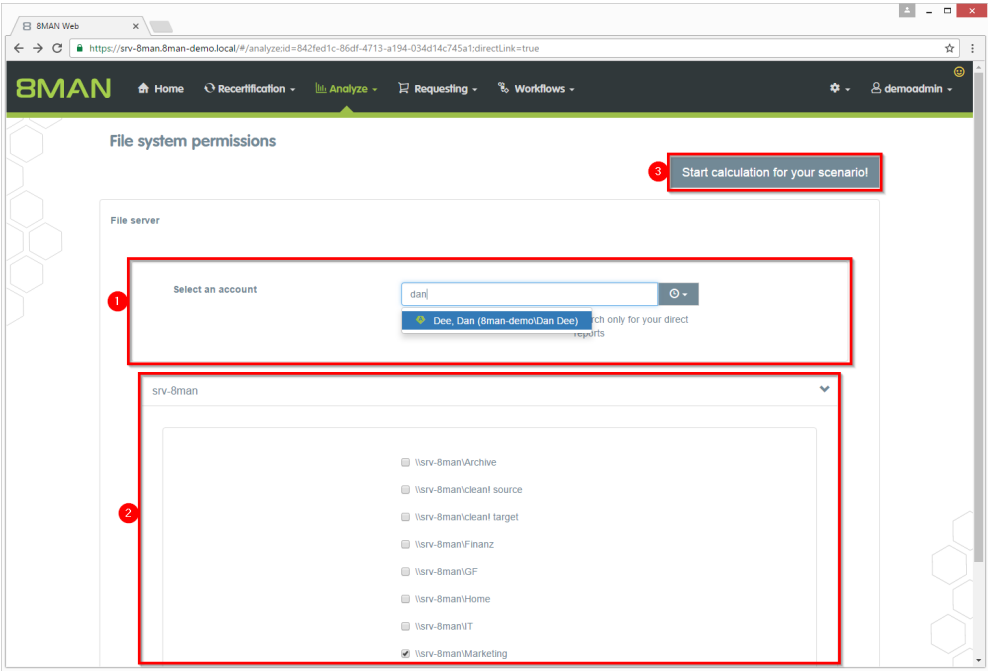 8MAN Web
https://srv-8man.8man-demo.local/#/analyze;id=842fed1c-86df-4713-a194-034d14c745a1;directLink=true
8MAN Home Recertification Analyze Requesting Workflows demoadmin
File system permissions
3 Start calculation for your scenario!
File server
1
Select an account
dan
Dee, Dan (8man-demo\Dan Dee)
only for your direct
reports
srv-8man
2
\\srv-8man\Archive
\\srv-8man\clean! source
\\srv-8man\clean! target
\\srv-8man\Finanz
\\srv-8man\GF
\\srv-8man\Home
\\srv-8man\IT
\\srv-8man\Marketing